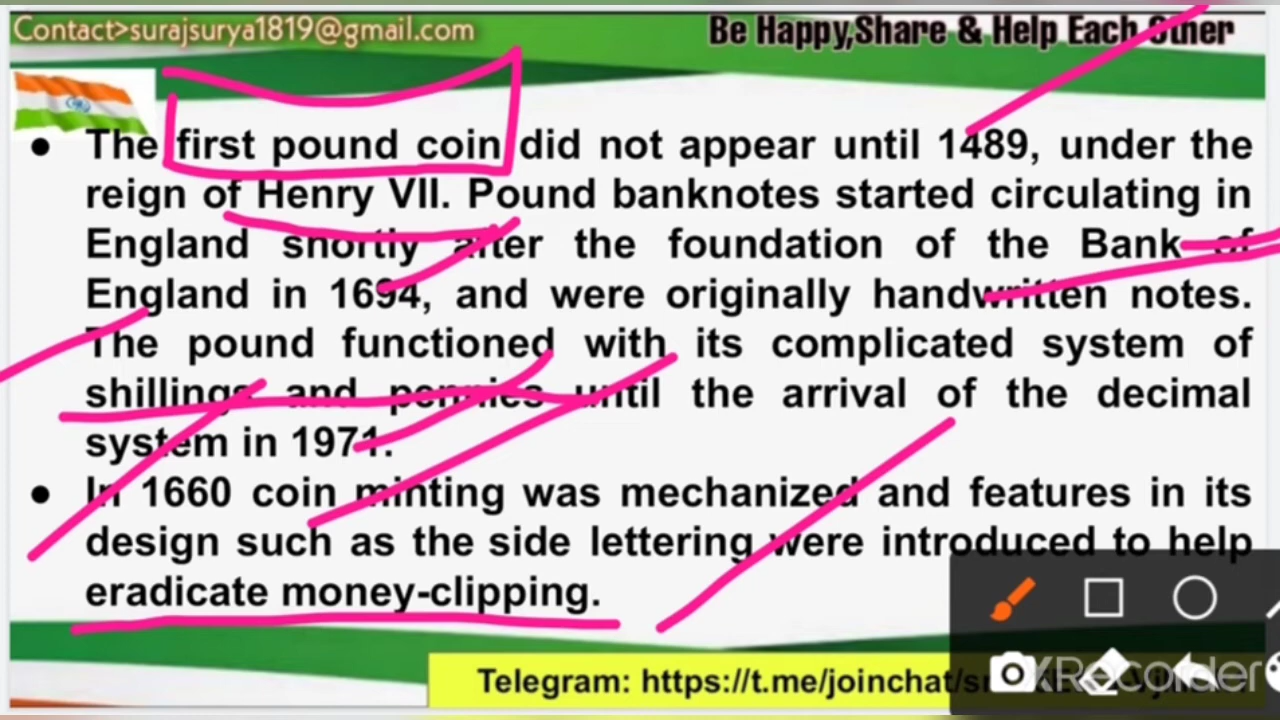 Contact>surajsurya1819@gmail.com
Be Happy,Share & Help Each Other
● The first pound coin did not appear until 1489, under the
reign of Henry VII. Pound banknotes started circulating in
England shortly after the foundation of the Bank of
England in 1694, and were originally handwritten notes.
The pound functioned with its complicated system of
shillings and pennies until the arrival of the decimal
system in 1971.
● In 1660 coin minting was mechanized and features in its
design such as the side lettering were introduced to help
eradicate money-clipping.
Telegram: https://t.me/joinchat/
XRecorder